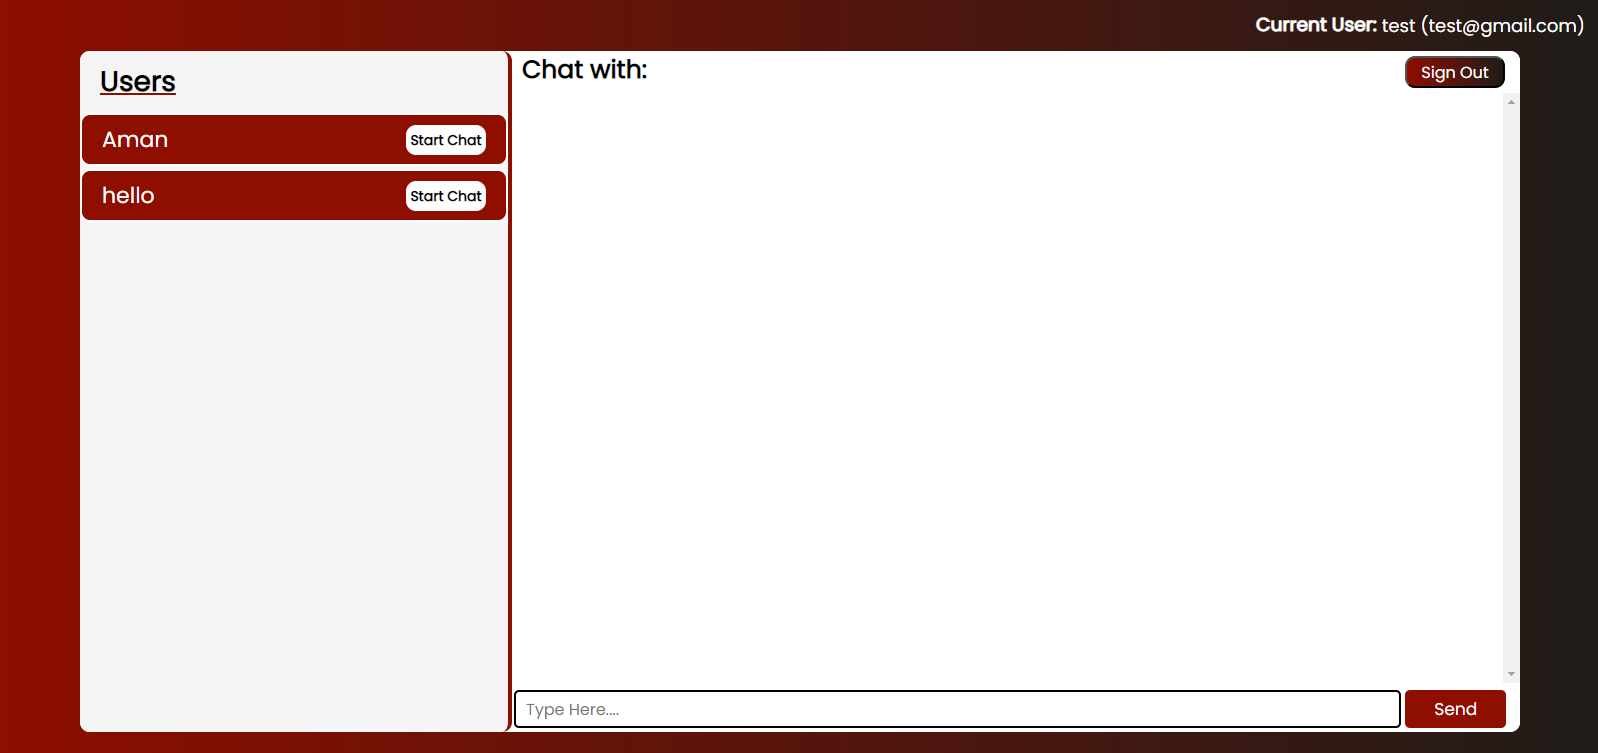 Current User: test (test@gmail.com)
Users
Aman Start Chat
hello Start Chat
Chat with:
Sign Out
Type Here....
Send